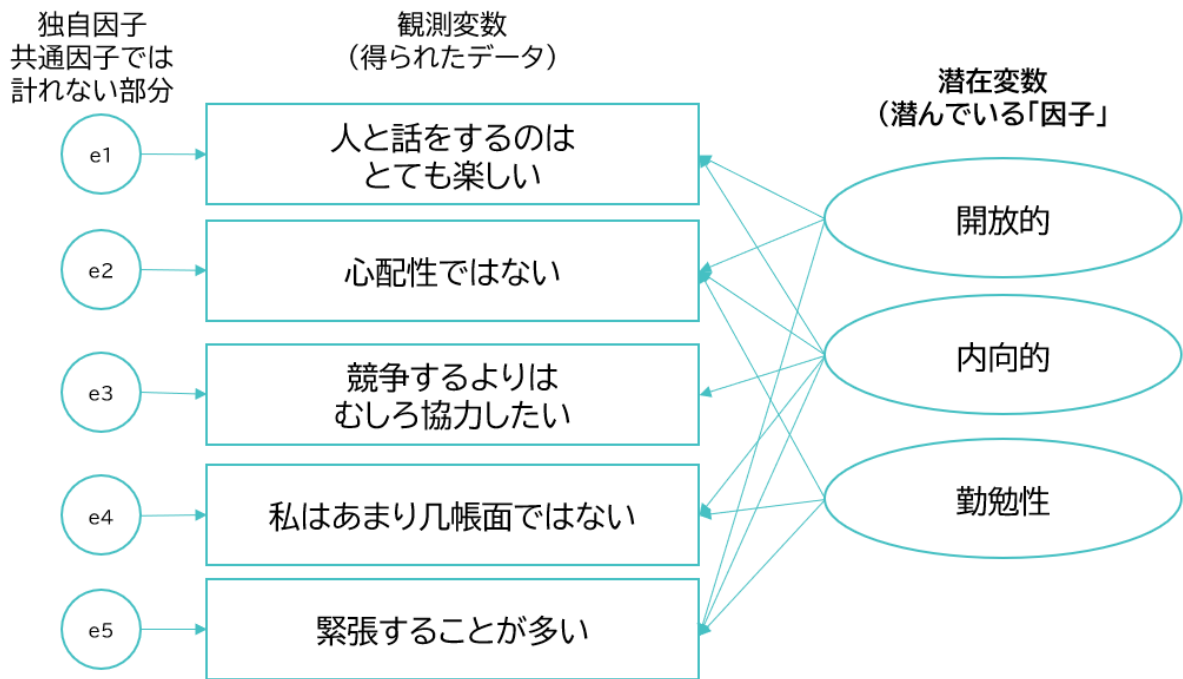 独自因子
共通因子では
計れない部分
観測変数
（得られたデータ）
潜在変数
（潜んでいる「因子」
e1
人と話をするのは
とても楽しい
開放的
e2
心配性ではない
内向的
e3
競争するよりは
むしろ協力したい
勤勉性
e4
私はあまり几帳面ではない
e5
緊張することが多い